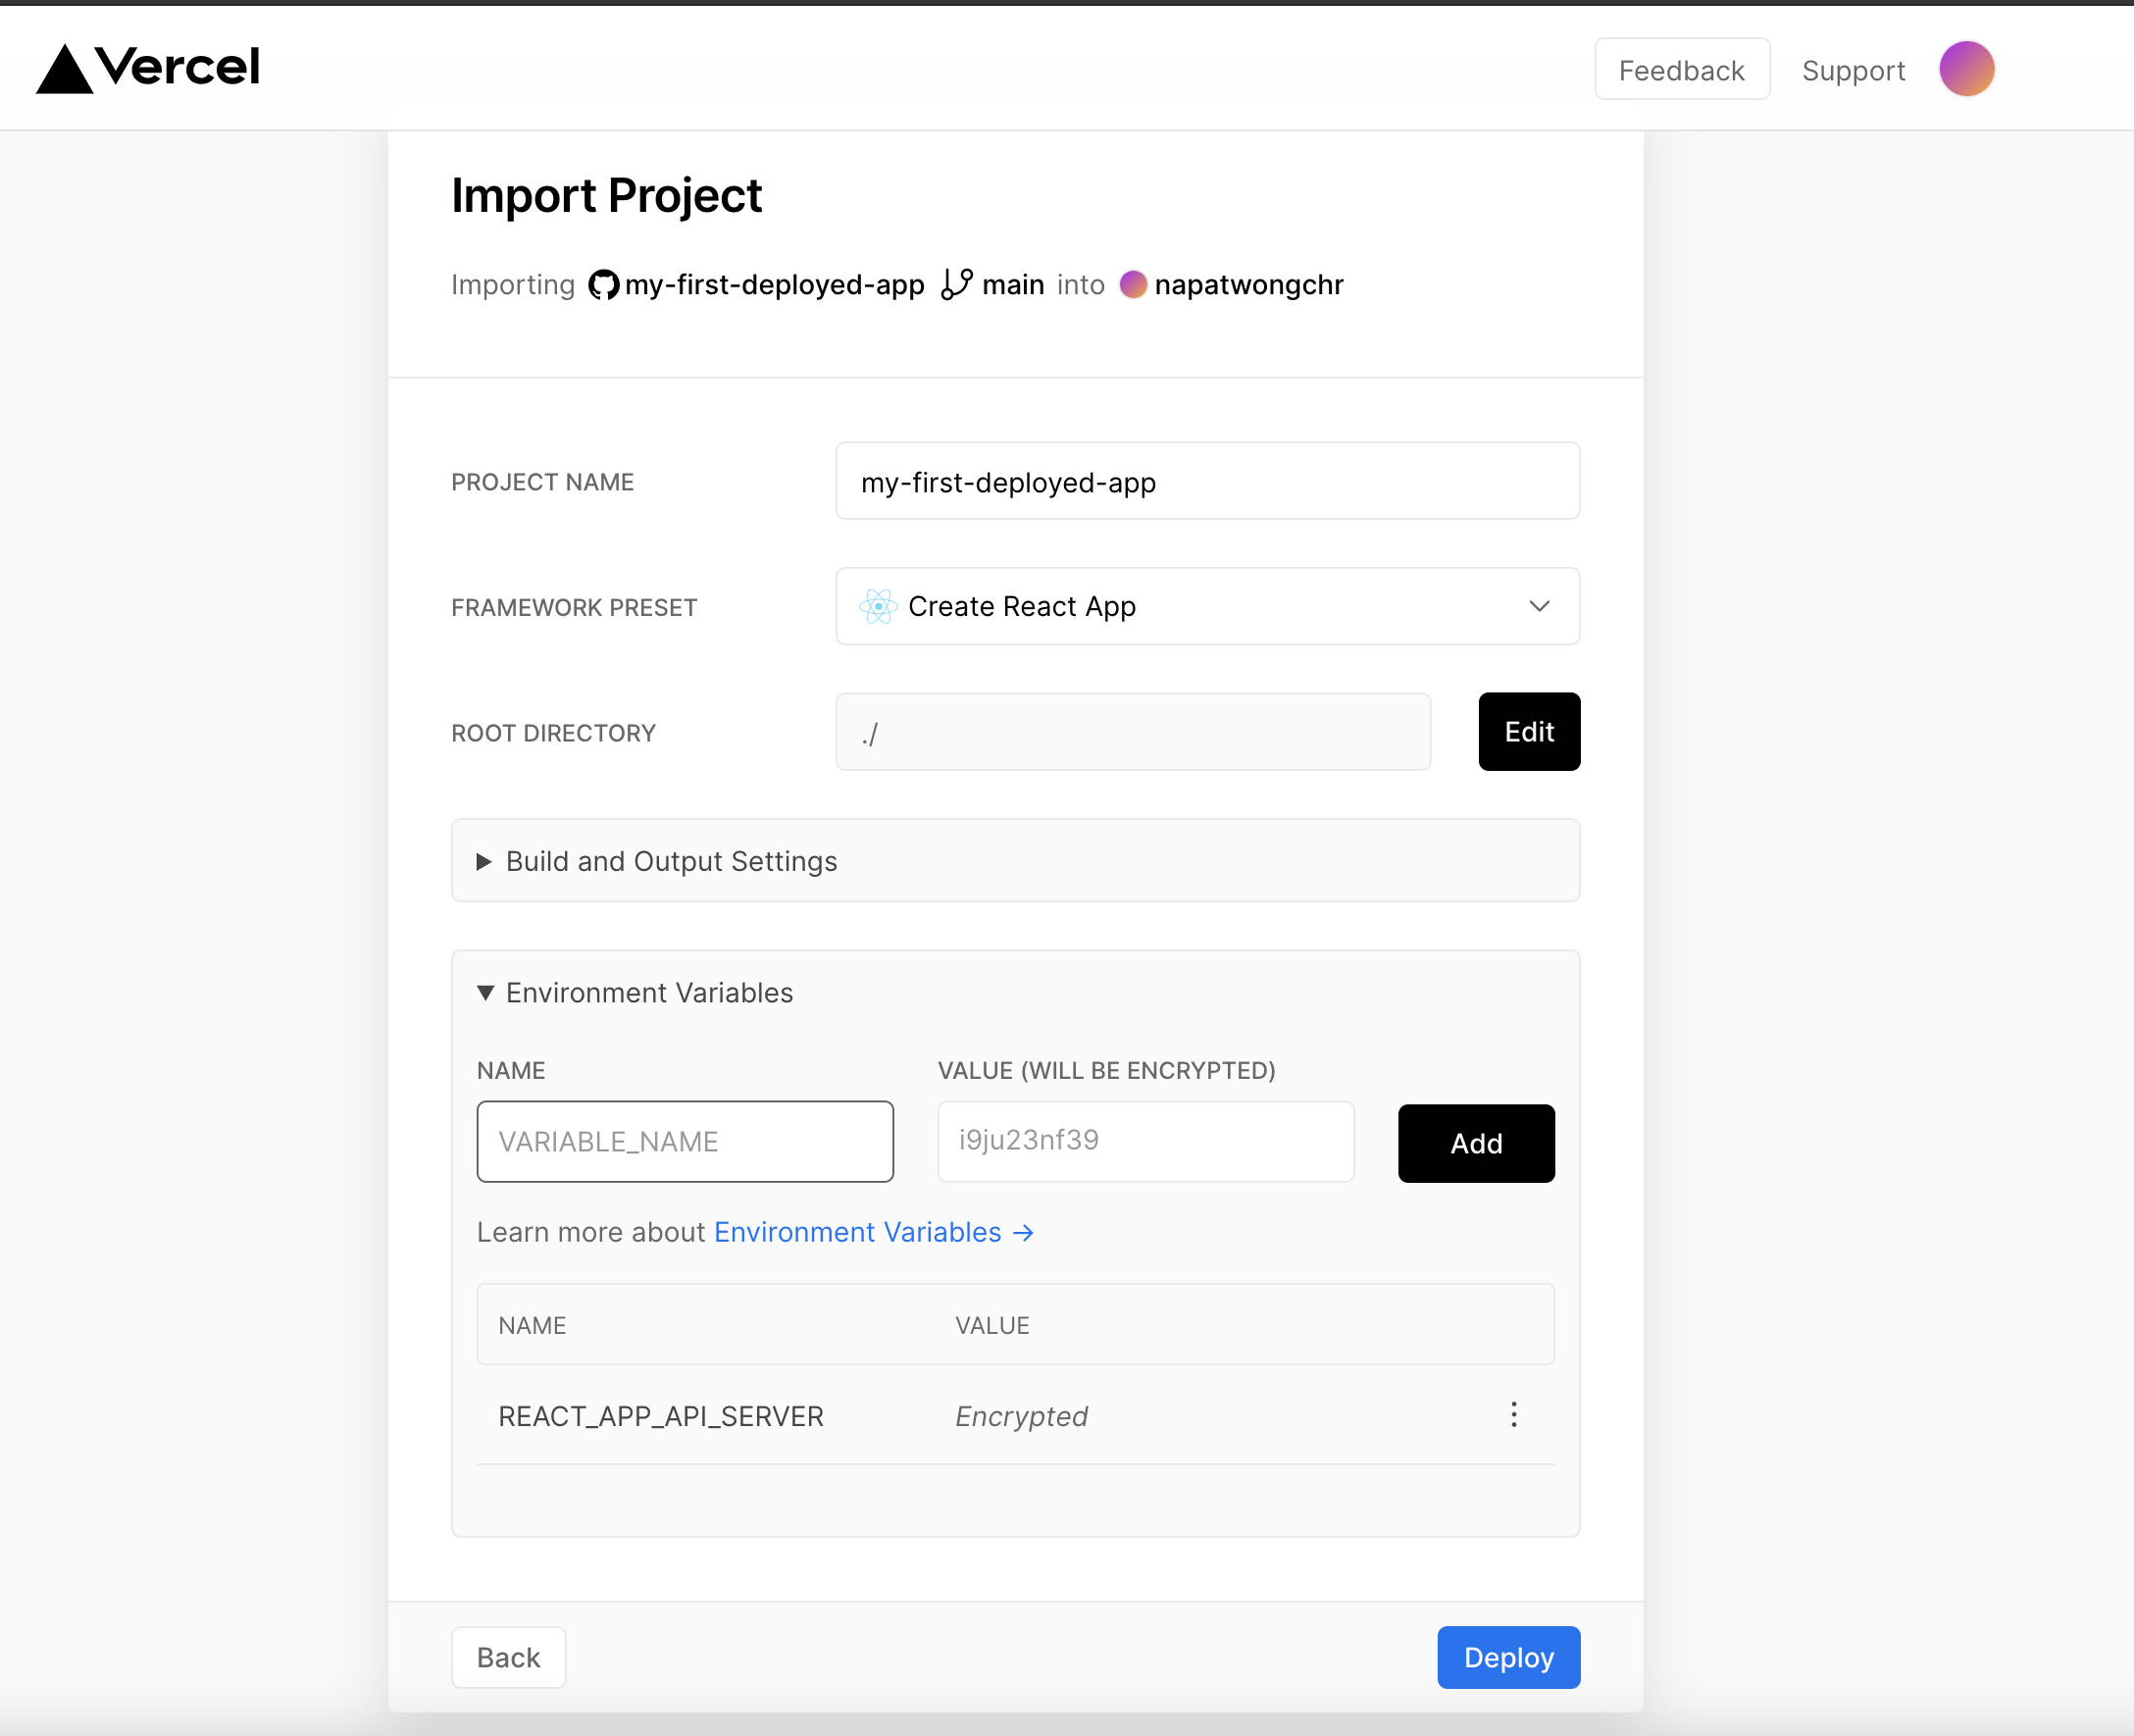 Vercel
Feedback Support
Import Project
Importing my-first-deployed-app main into napatwongchr
PROJECT NAME
my-first-deployed-app
FRAMEWORK PRESET
Create React App
ROOT DIRECTORY
./
Edit
Build and Output Settings
Environment Variables
NAME
VALUE (WILL BE ENCRYPTED)
VARIABLE_NAME
i9ju23nf39
Add
Learn more about Environment Variables →
NAME VALUE
REACT_APP_API_SERVER Encrypted
Back
Deploy